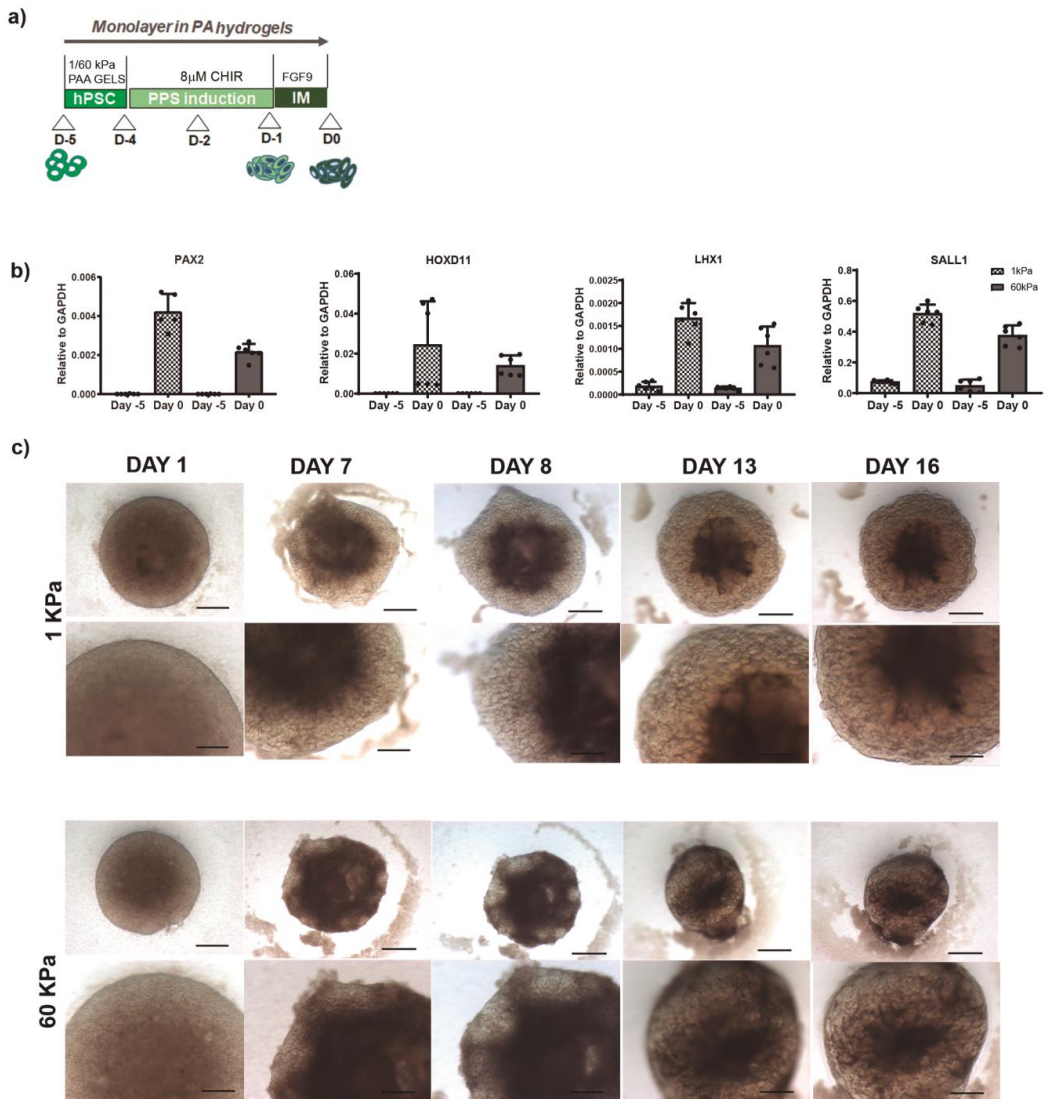 a)
Monolayer in PA hydrogels
1/60 kPa
PAA GELS
8µM CHIR
FGF9
hPSC
PPS induction
IM
D-5
D-4
D-2
D-1
D0
b)
PAX2
Relative to GAPDH
0.006
0.004
0.002
0.000
Day -5 Day 0 Day -5 Day 0
HOXD11
Relative to GAPDH
0.06
0.04
0.02
0.00
Day -5 Day 0 Day -5 Day 0
LHX1
Relative to GAPDH
0.0025
0.0020
0.0015
0.0010
0.0005
0.0000
Day -5 Day 0 Day -5 Day 0
SALL1
Relative to GAPDH
0.8
0.6
0.4
0.2
0.0
Day -5 Day 0 Day -5 Day 0
1kPa
60kPa
c)
DAY 1 DAY 7 DAY 8 DAY 13 DAY 16
1 KPa
60 KPa